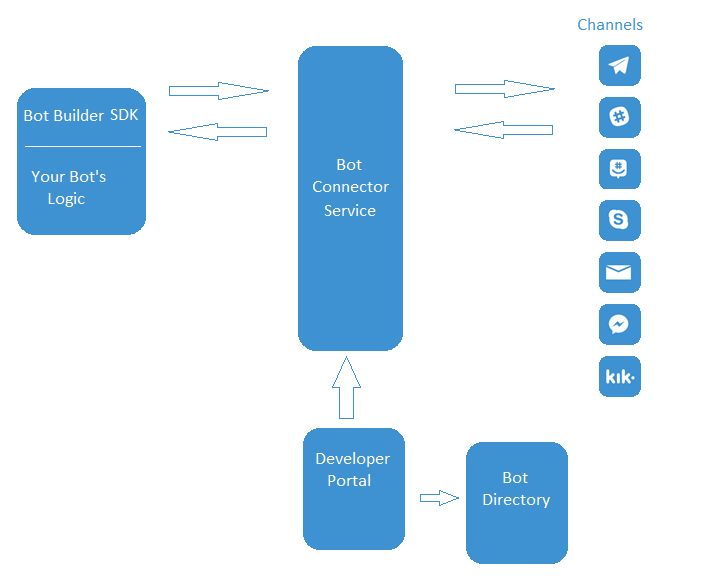 Channels
Bot Builder SDK
Your Bot's
Logic
Bot
Connector
Service
kik.
Developer
Portal
Bot
Directory